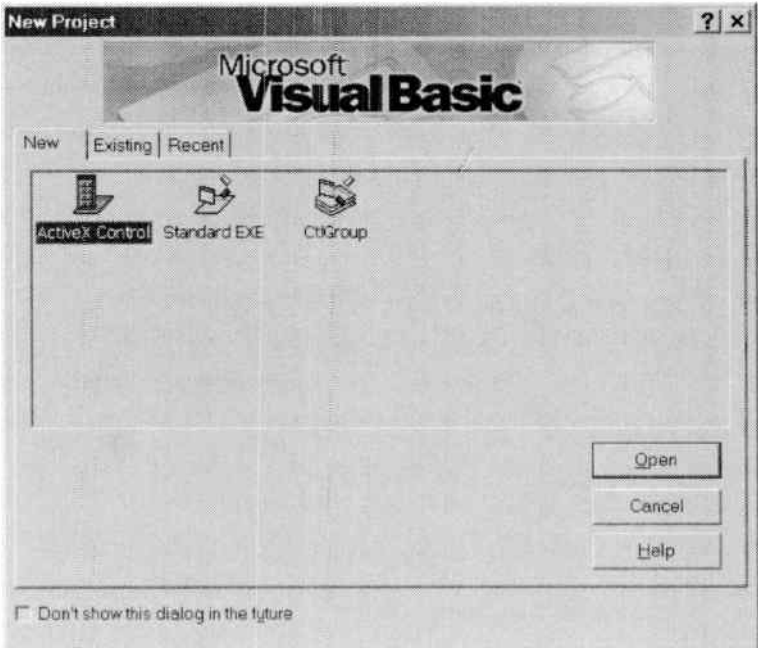 New Project
Microsoft
Visual Basic
New Existing Recent
ActiveX Control Standard EXE CtlGroup
Open
Cancel
Help
Don't show this dialog in the future